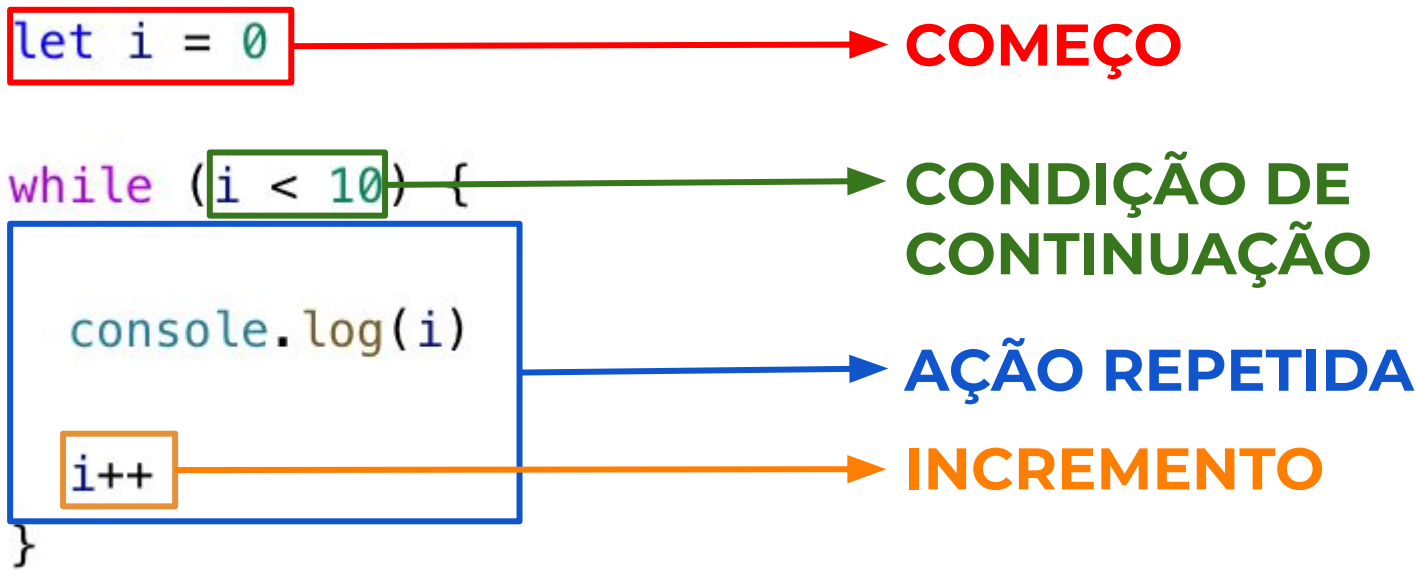 let i = 0
COMEÇO
while (i < 10) {
CONDIÇÃO DE
CONTINUAÇÃO
console.log(i)
AÇÃO REPETIDA
i++
INCREMENTO
}